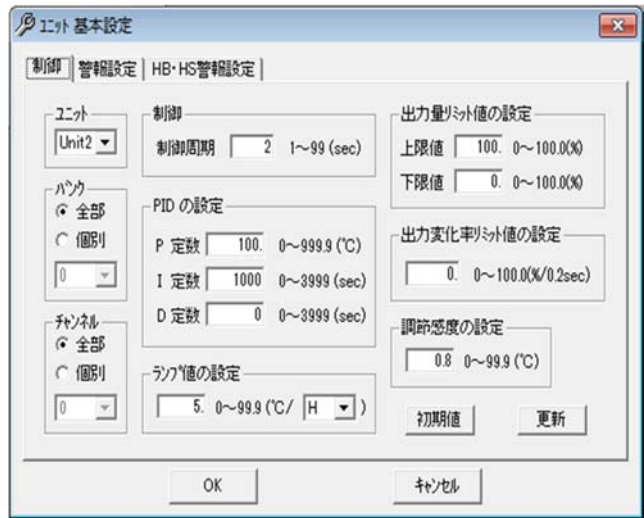 ﾕﾆｯﾄ 基本設定
制御 警報設定 HB･HS警報設定
ﾕﾆｯﾄ
Unit2
ﾊﾞﾝｸ
全部
個別
0
ﾁｬﾝﾈﾙ
全部
個別
0
制御
制御周期 2 1～99 (sec)
PID の設定
P 定数 100. 0～999.9 (℃)
I 定数 1000 0～3999 (sec)
D 定数 0 0～3999 (sec)
ﾗﾝﾌﾟ値の設定
5. 0～99.9 (℃/ H )
出力量ﾘﾐｯﾄ値の設定
上限値 100. 0～100.0(%)
下限値 0. 0～100.0(%)
出力変化率ﾘﾐｯﾄ値の設定
0. 0～100.0(%/0.2sec)
調節感度の設定
0.8 0～99.9 (℃)
初期値 更新
OK ｷｬﾝｾﾙ